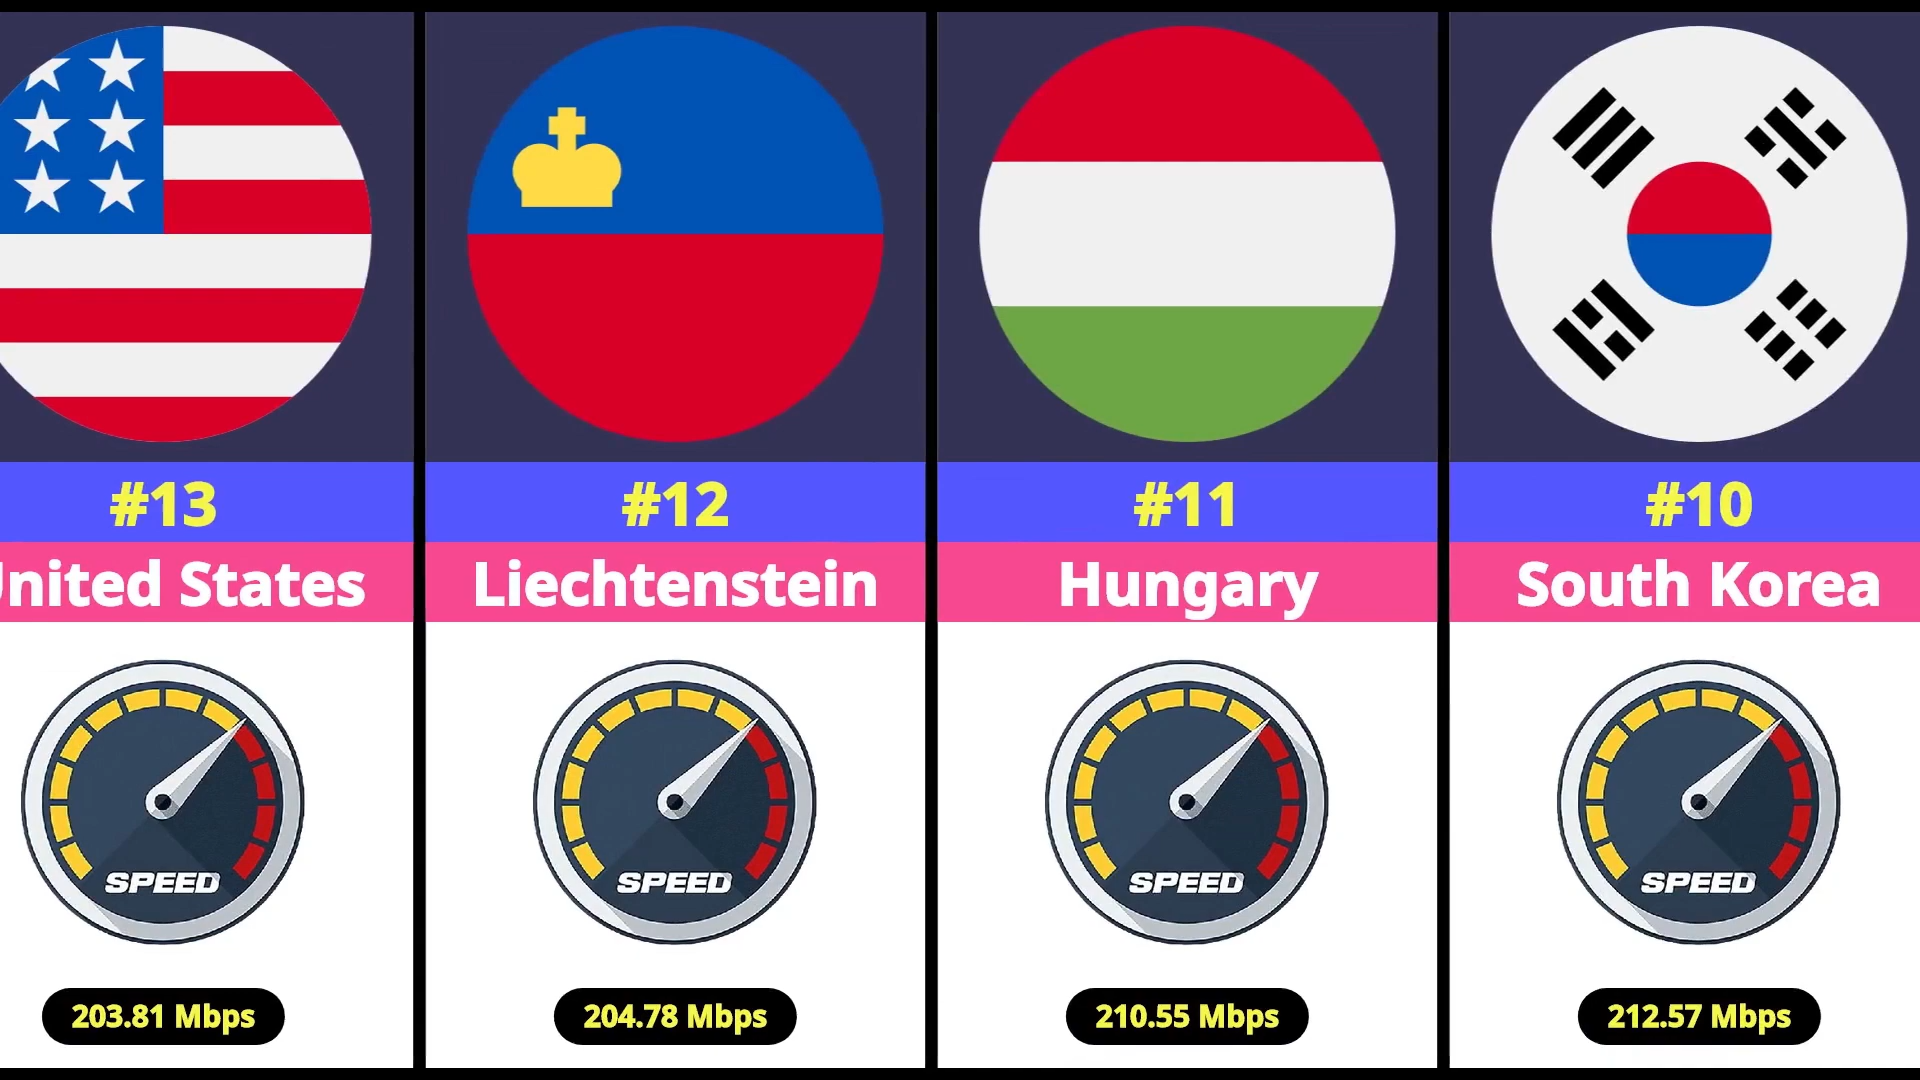 #13
United States
SPEED
203.81 Mbps
#12
Liechtenstein
SPEED
204.78 Mbps
#11
Hungary
SPEED
210.55 Mbps
#10
South Korea
SPEED
212.57 Mbps